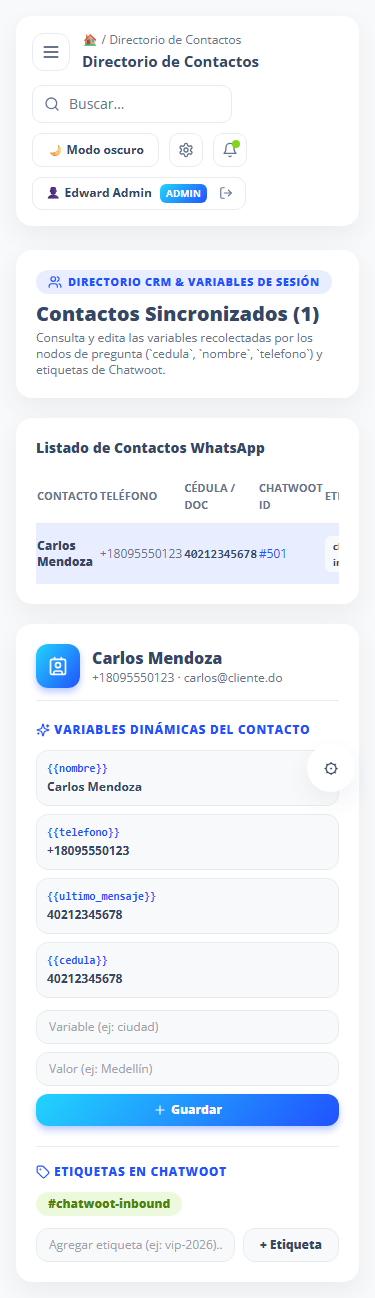 / Directorio de Contactos
Directorio de Contactos
Buscar...
Modo oscuro
Edward Admin ADMIN
DIRECTORIO CRM & VARIABLES DE SESIÓN
Contactos Sincronizados (1)
Consulta y edita las variables recolectadas por los
nodos de pregunta (`cedula`, `nombre`, `telefono`) y
etiquetas de Chatwoot.
Listado de Contactos WhatsApp
CONTACTO TELÉFONO CÉDULA / DOC CHATWOOT ID
Carlos Mendoza +18095550123 40212345678 #501
Carlos Mendoza
+18095550123 · carlos@cliente.do
VARIABLES DINÁMICAS DEL CONTACTO
{{nombre}}
Carlos Mendoza
{{telefono}}
+18095550123
{{ultimo_mensaje}}
40212345678
{{cedula}}
40212345678
Variable (ej: ciudad)
Valor (ej: Medellín)
+ Guardar
ETIQUETAS EN CHATWOOT
#chatwoot-inbound
Agregar etiqueta (ej: vip-2026)..
+ Etiqueta